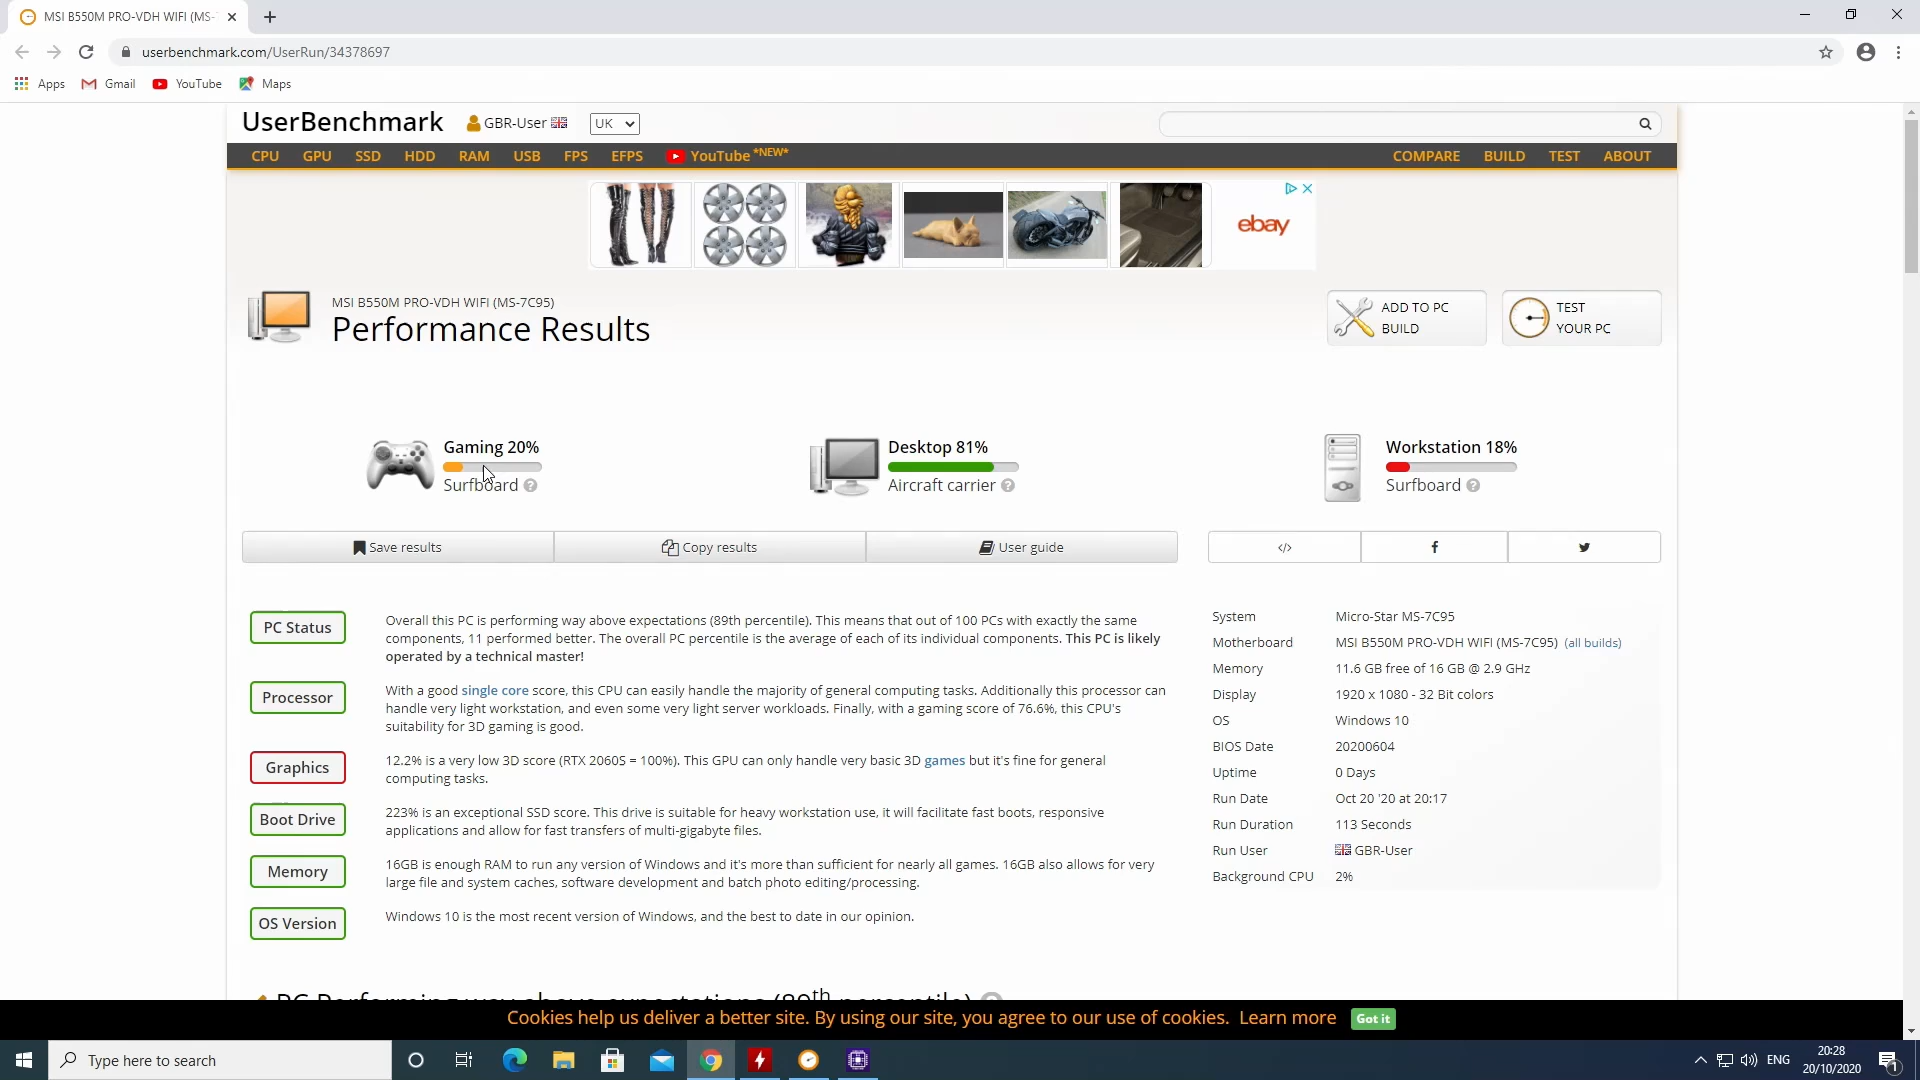 MSI B550M PRO-VDH WIFI (MS-
userbenchmark.com/UserRun/34378697
Apps Gmail YouTube Maps
UserBenchmark GBR-User UK
CPU GPU SSD HDD RAM USB FPS EFPS YouTube *NEW* COMPARE BUILD TEST ABOUT
ebay
MSI B550M PRO-VDH WIFI (MS-7C95)
Performance Results
ADD TO PC
BUILD
TEST
YOUR PC
Gaming 20%
Surfboard ?
Desktop 81%
Aircraft carrier ?
Workstation 18%
Surfboard ?
Save results Copy results User guide </> f
PC Status
Overall this PC is performing way above expectations (89th percentile). This means that out of 100 PCs with exactly the same
components, 11 performed better. The overall PC percentile is the average of each of its individual components. This PC is likely
operated by a technical master!
Processor
With a good single core score, this CPU can easily handle the majority of general computing tasks. Additionally this processor can
handle very light workstation, and even some very light server workloads. Finally, with a gaming score of 76.6%, this CPU's
suitability for 3D gaming is good.
Graphics
12.2% is a very low 3D score (RTX 2060S = 100%). This GPU can only handle very basic 3D games but it's fine for general
computing tasks.
Boot Drive
223% is an exceptional SSD score. This drive is suitable for heavy workstation use, it will facilitate fast boots, responsive
applications and allow for fast transfers of multi-gigabyte files.
Memory
16GB is enough RAM to run any version of Windows and it's more than sufficient for nearly all games. 16GB also allows for very
large file and system caches, software development and batch photo editing/processing.
OS Version
Windows 10 is the most recent version of Windows, and the best to date in our opinion.
System Micro-Star MS-7C95
Motherboard MSI B550M PRO-VDH WIFI (MS-7C95) (all builds)
Memory 11.6 GB free of 16 GB @ 2.9 GHz
Display 1920 x 1080 - 32 Bit colors
OS Windows 10
BIOS Date 20200604
Uptime 0 Days
Run Date Oct 20 '20 at 20:17
Run Duration 113 Seconds
Run User GBR-User
Background CPU 2%
PC Performing way above expectations (89th percentile)
Cookies help us deliver a better site. By using our site, you agree to our use of cookies. Learn more Got it
Type here to search
ENG
20:28
20/10/2020
1